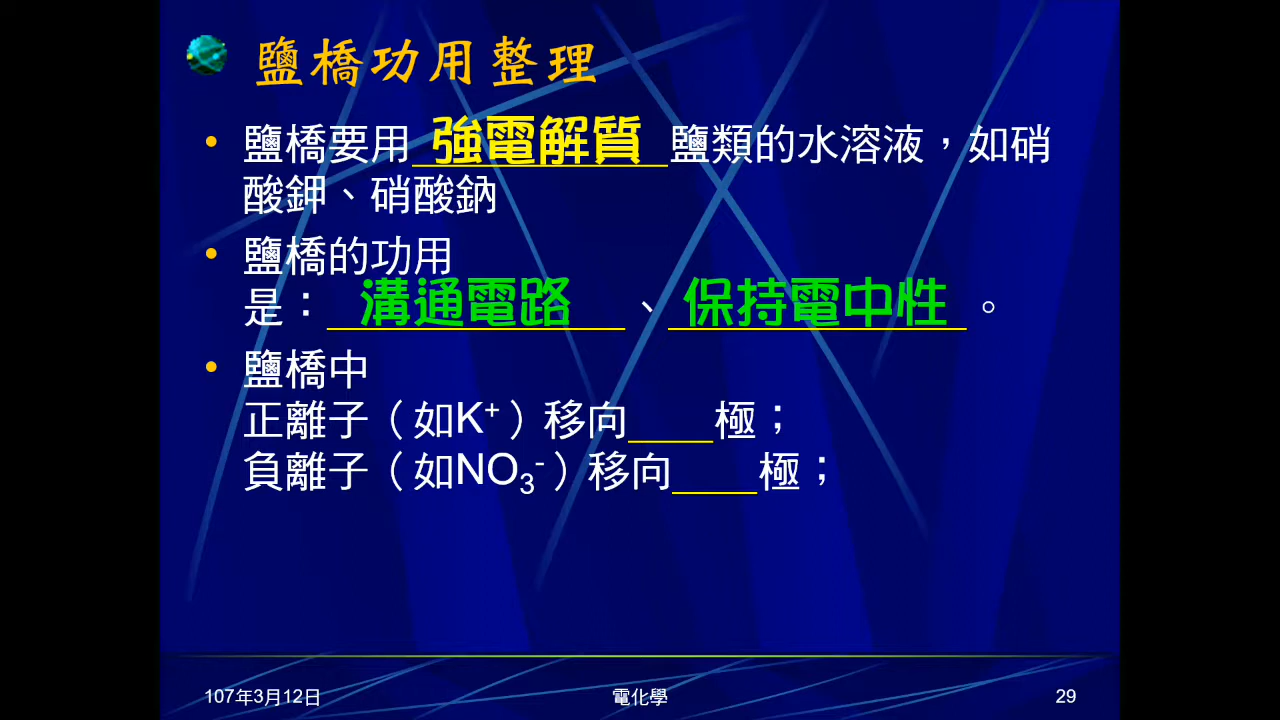 鹽橋功用整理
• 鹽橋要用強電解質鹽類的水溶液，如硝
酸鉀、硝酸鈉
• 鹽橋的功用
是：溝通電路、保持電中性。
• 鹽橋中
正離子（如K⁺）移向____極；
負離子（如NO₃⁻）移向____極；
107年3月12日 電化學 29